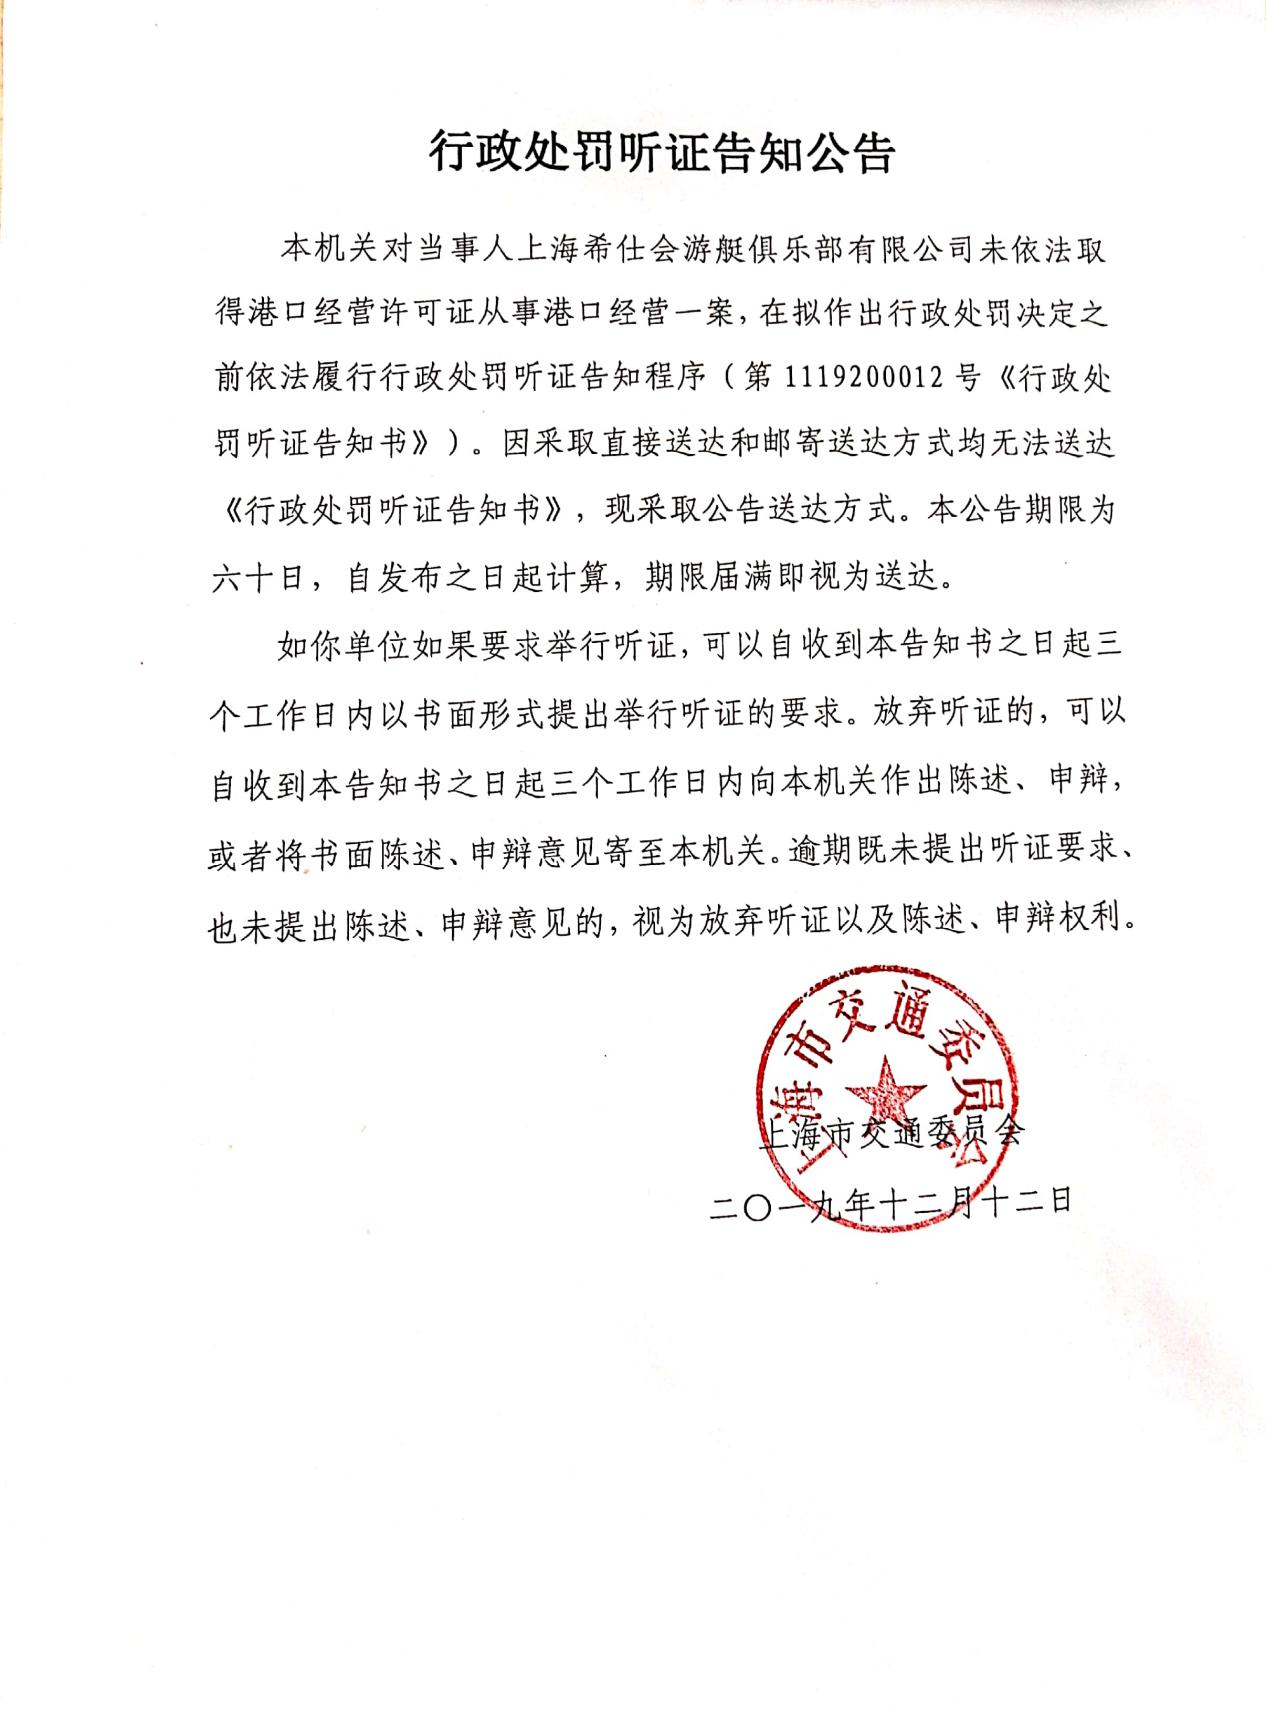 行政处罚听证告知公告
本机关对当事人上海希仕会游艇俱乐部有限公司未依法取
得港口经营许可证从事港口经营一案，在拟作出行政处罚决定之
前依法履行行政处罚听证告知程序（第 1119200012 号《行政处
罚听证告知书》）。因采取直接送达和邮寄送达方式均无法送达
《行政处罚听证告知书》，现采取公告送达方式。本公告期限为
六十日，自发布之日起计算，期限届满即视为送达。
如你单位如果要求举行听证，可以自收到本告知书之日起三
个工作日内以书面形式提出举行听证的要求。放弃听证的，可以
自收到本告知书之日起三个工作日内向本机关作出陈述、申辩，
或者将书面陈述、申辩意见寄至本机关。逾期既未提出听证要求、
也未提出陈述、申辩意见的，视为放弃听证以及陈述、申辩权利。
上海市交通委员会
上海市交通委员会
二〇一九年十二月十二日